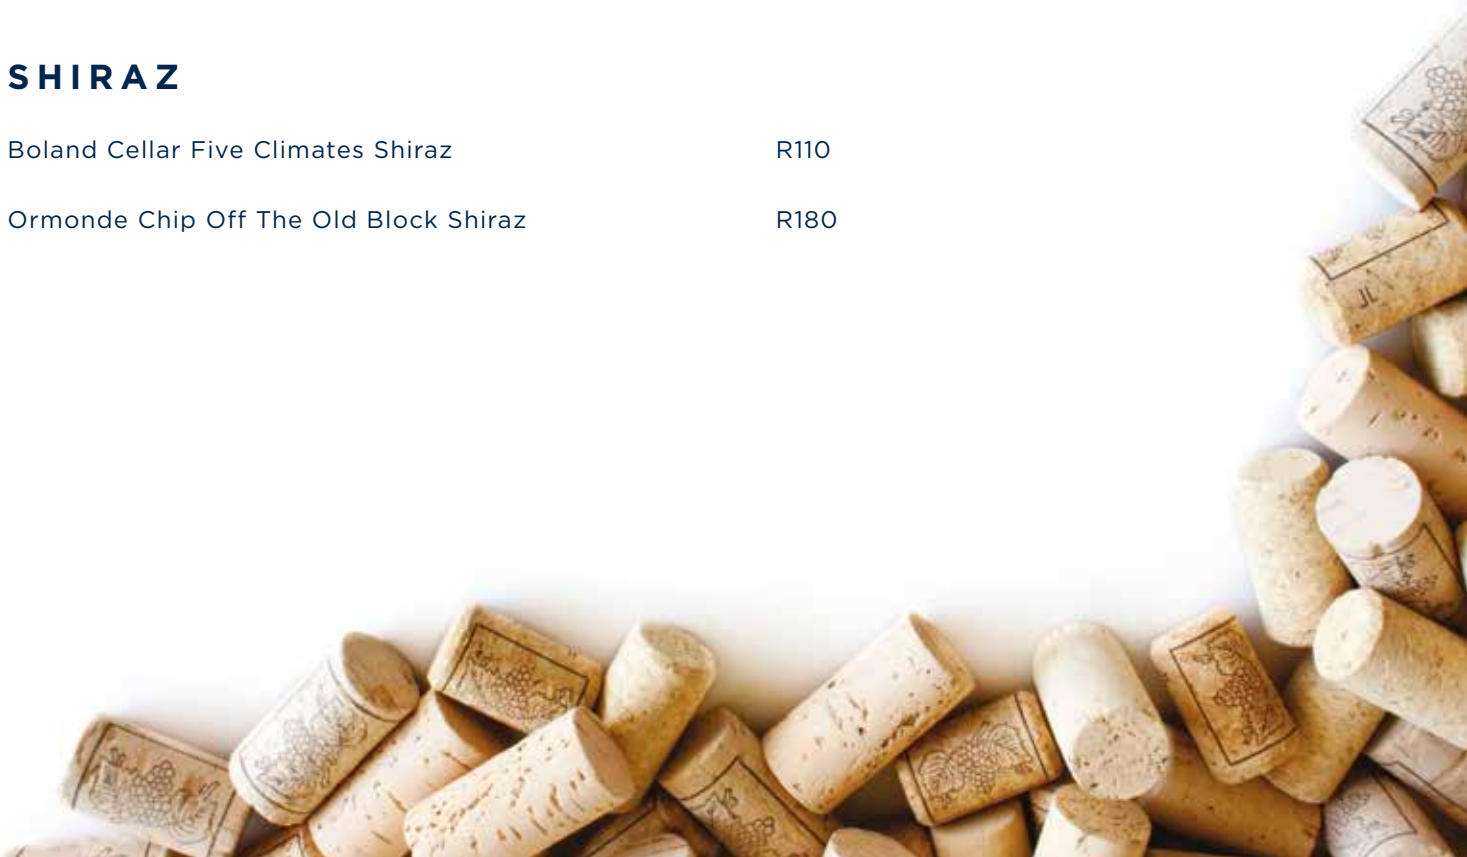 SHIRAZ
Boland Cellar Five Climates Shiraz R110
Ormonde Chip Off The Old Block Shiraz R180